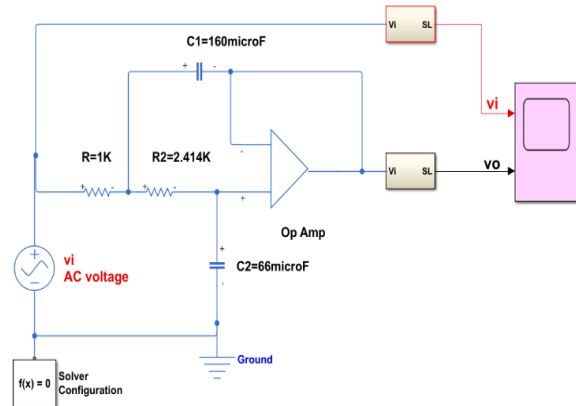 Vi SL
C1=160microF
+ -
vi
R=1K
R2=2.414K
-
Vi SL
vo
+ -
+ -
+
Op Amp
+
vi
AC voltage
+
-
C2=66microF
-
Ground
f(x) = 0
Solver
Configuration